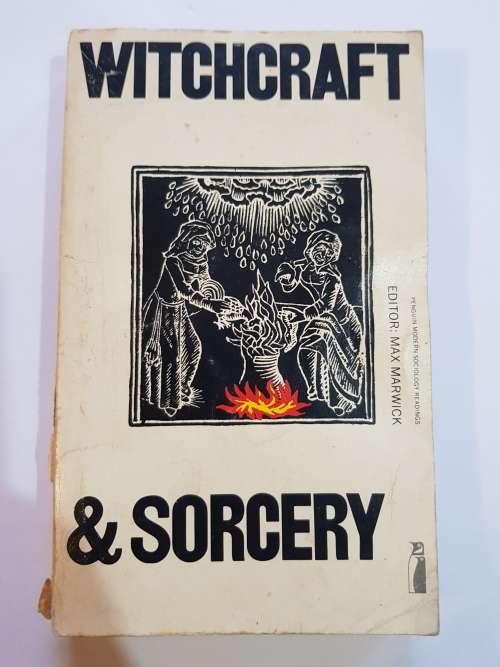 WITCHCRAFT
PENGUIN MODERN SOCIOLOGY READINGS
EDITOR: MAX MARWICK
& SORCERY